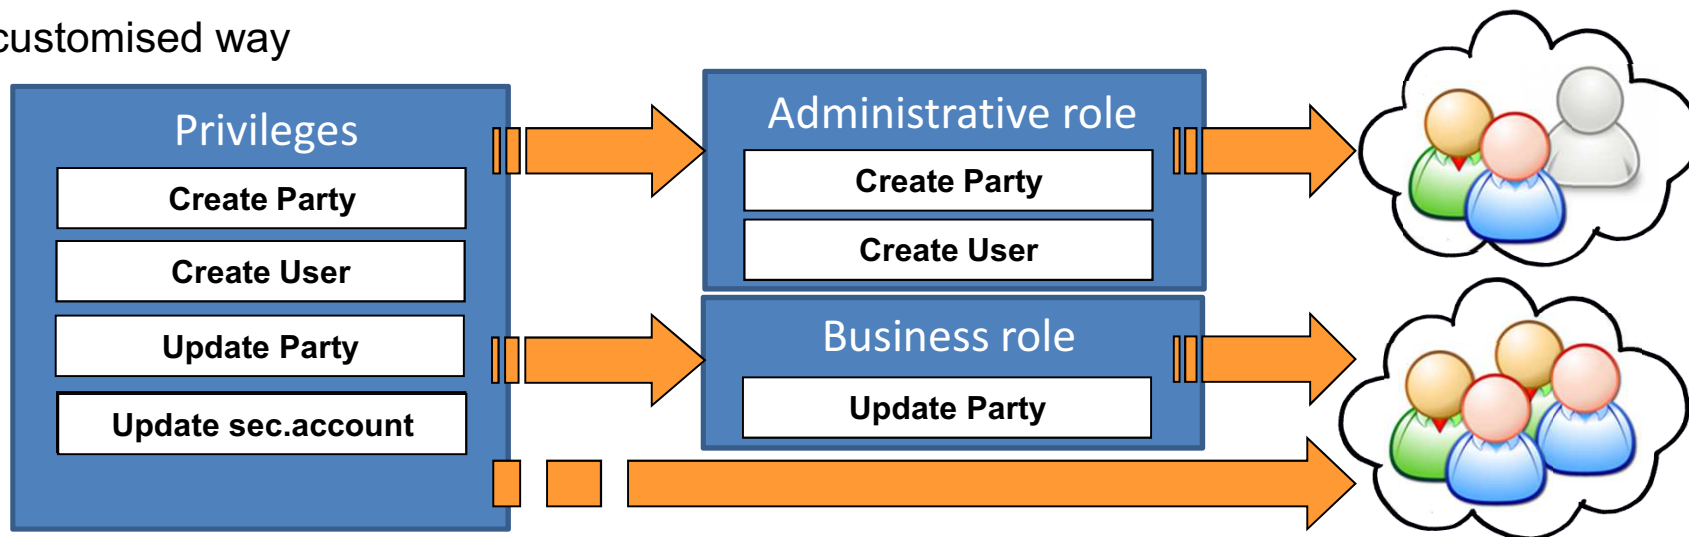 customised way
Privileges
Create Party
Create User
Update Party
Update sec.account
Administrative role
Create Party
Create User
Business role
Update Party